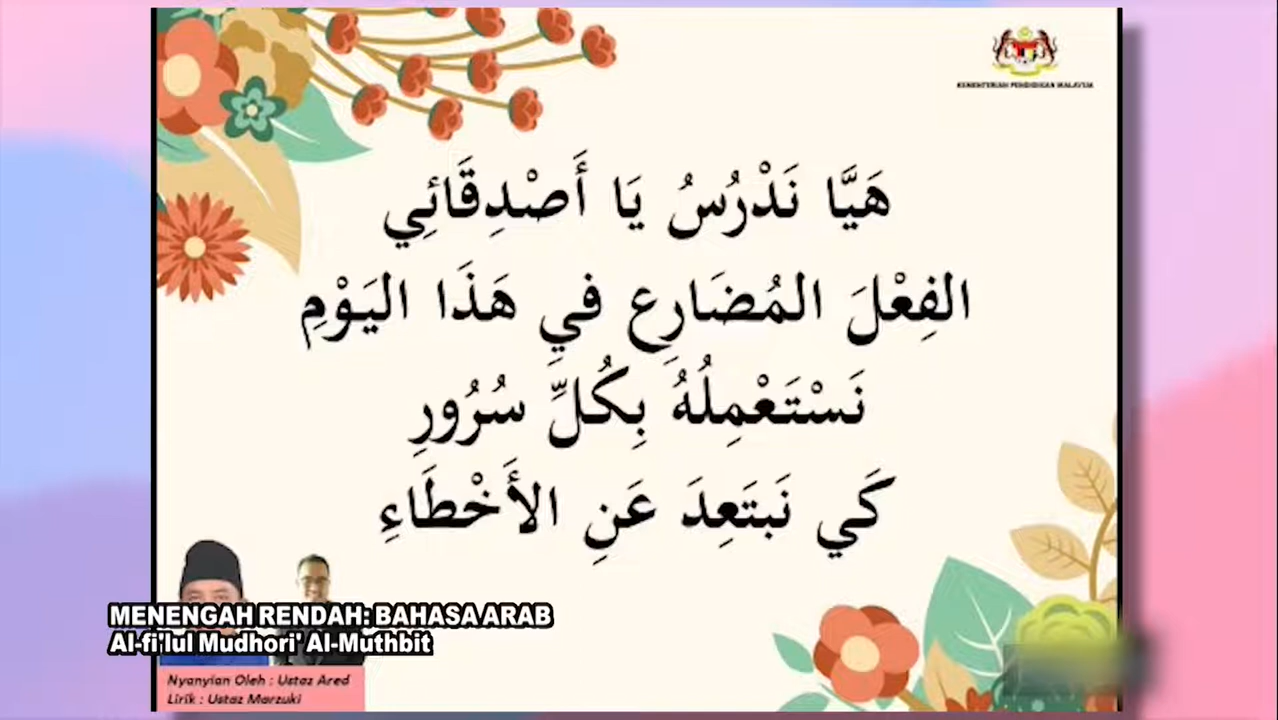 KEMENTERIAN PENDIDIKAN MALAYSIA
هَيَّا نَدْرُسُ يَا أَصْدِقَائِي
الفِعْلَ المُضَارِعِ فيِ هَذَا اليَوْمِ
نَسْتَعْمِلُهُ بِكُلِّ سُرُورِ
كَي نَبتَعِدَ عَنِ الأَخْطَاءِ
MENENGAH RENDAH: BAHASA ARAB
Al-fi'lul Mudhori' Al-Muthbit
Nyanyian Oleh : Ustaz Ared
Lirik : Ustaz Marzuki